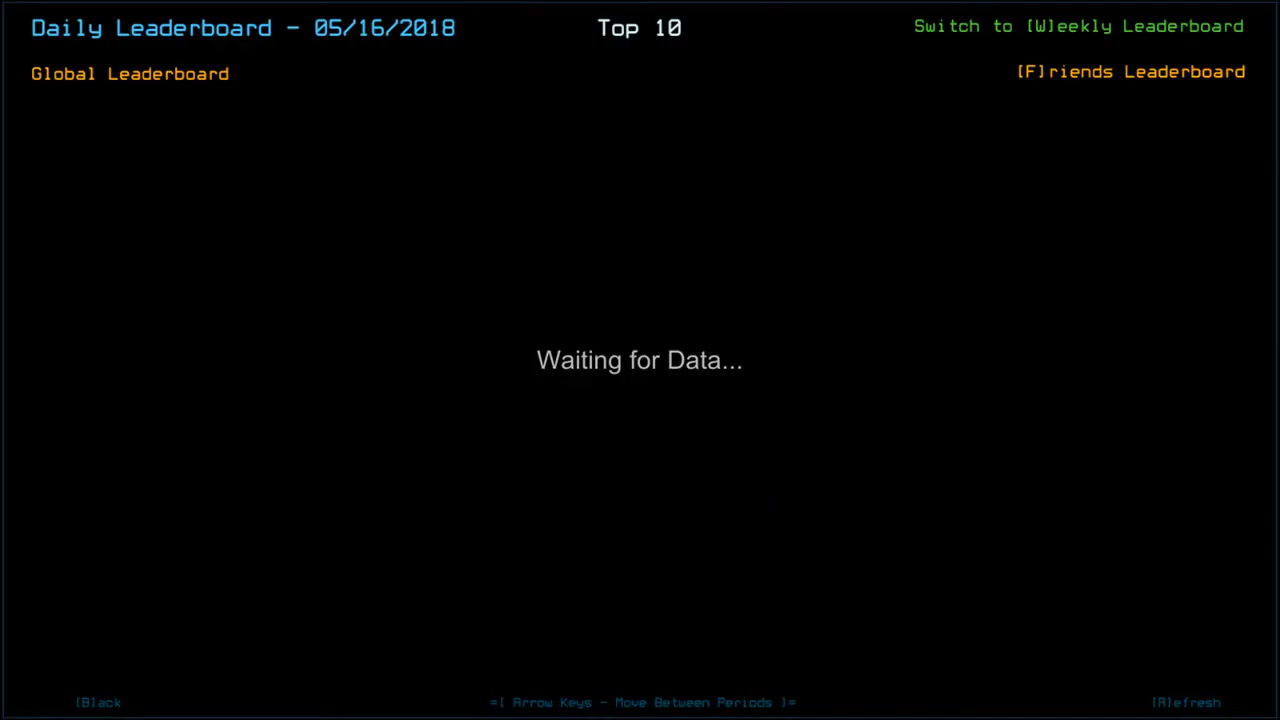 Daily Leaderboard - 05/16/2018
Top 10
Switch to [W]eekly Leaderboard
Global Leaderboard
[F]riends Leaderboard
Waiting for Data...
[B]ack
=[ Arrow Keys - Move Between Periods ]=
[R]efresh